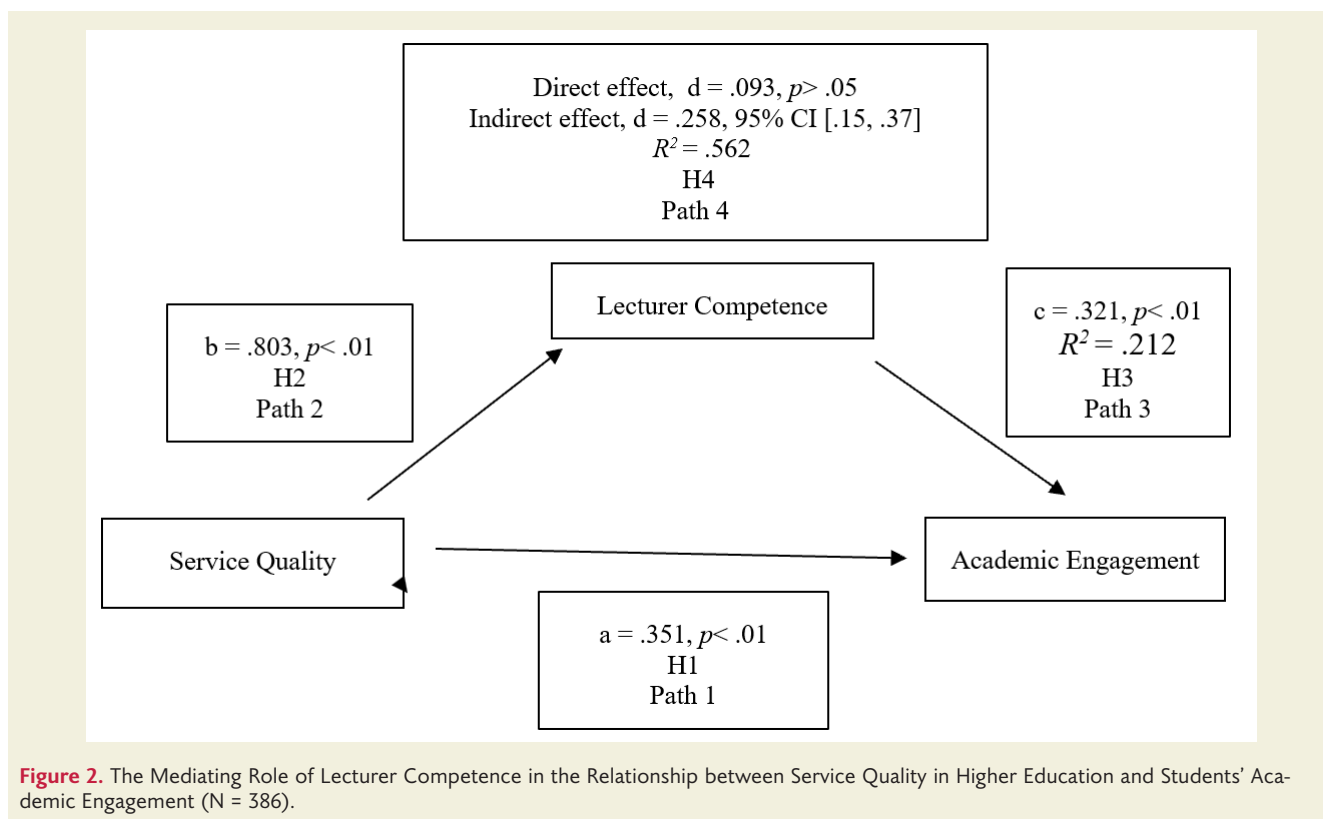 Direct effect, d = .093, p> .05
Indirect effect, d = .258, 95% CI [.15, .37]
R² = .562
H4
Path 4
Lecturer Competence
c = .321, p< .01
R² = .212
H3
Path 3
b = .803, p< .01
H2
Path 2
Service Quality
Academic Engagement
a = .351, p< .01
H1
Path 1
Figure 2. The Mediating Role of Lecturer Competence in the Relationship between Service Quality in Higher Education and Students’ Aca-
demic Engagement (N = 386).